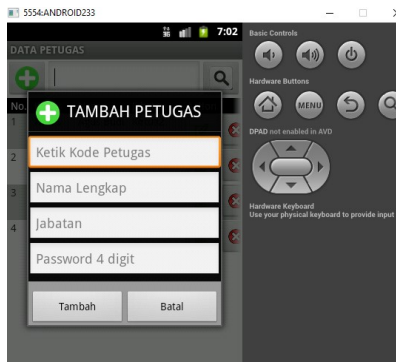 5554:ANDROID233
3G 7:02
DATA PETUGAS
No.
1
2
3
4
TAMBAH PETUGAS
Ketik Kode Petugas
Nama Lengkap
Jabatan
Password 4 digit
Tambah Batal
Basic Controls
Hardware Buttons
MENU
DPAD not enabled in AVD
Hardware Keyboard
Use your physical keyboard to provide input